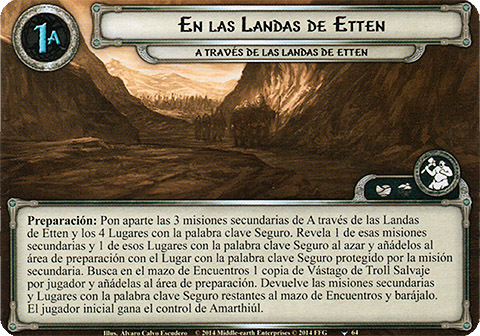 1A
En las Landas de Etten
A través de las Landas de Etten
Preparación: Pon aparte las 3 misiones secundarias de A través de las Landas
de Etten y los 4 Lugares con la palabra clave Seguro. Revela 1 de esas misiones
secundarias y 1 de esos Lugares con la palabra clave Seguro al azar y añádelos al
área de preparación con el Lugar con la palabra clave Seguro protegido por la misión
secundaria. Busca en el mazo de Encuentros 1 copia de Vástago de Troll Salvaje
por jugador y añádelas al área de preparación. Devuelve las misiones secundarias
y Lugares con la palabra clave Seguro restantes al mazo de Encuentros y barájalo.
El jugador inicial gana el control de Amarthiúl.
Illus. Álvaro Calvo Escudero © 2014 Middle-earth Enterprises © 2014 FFG 64